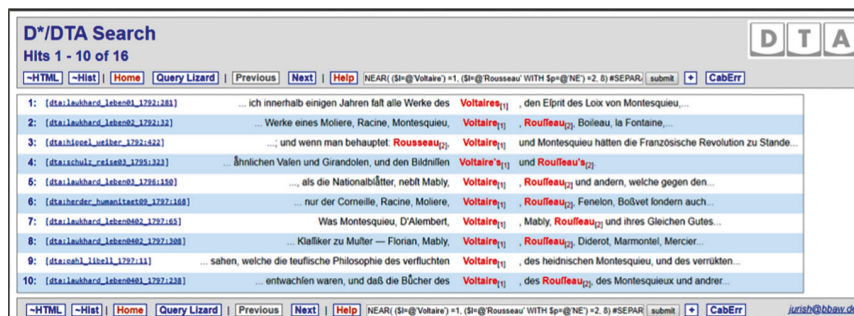 D*/DTA Search
Hits 1 - 10 of 16
DTA
~HTML ~Hist | Home Query Lizard | Previous Next | Help NEAR( ($l=@'Voltaire') =1, ($l=@'Rousseau' WITH $p=@'NE') =2, 8) #SEPAR submit + CabErr
1: [dta:laukhard_leben01_1792:281] ... ich innerhalb einigen Jahren faſt alle Werke des Voltaires[1] , den Eſprit des Loix von Montesquieu,...
2: [dta:laukhard_leben02_1792:32] ... Werke eines Moliere, Racine, Montesquieu, Voltaire[1] , Rouſſeau[2], Boileau, la Fontaine,...
3: [dta:hippel_weiber_1792:422] ...; und wenn man behauptet: Rousseau[2], Voltaire[1] und Montesquieu hätten die Französische Revolution zu Stande...
4: [dta:schulz_reise03_1795:323] ... aͤhnlichen Vaſen und Girandolen, und den Bildniſſen Voltaire's[1] und Rouſſeau's[2].
5: [dta:laukhard_leben03_1796:150] ..., als die Nationalblaͤtter, nebſt Mably, Voltaire[1] , Rouſſeau[2] und andern, welche gegen den...
6: [dta:herder_humanitaet09_1797:168] ... nur der Corneille, Racine, Moliere, Voltaire[1] , Rouſſeau[2], Fenelon, Boſſvet ſondern auch...
7: [dta:laukhard_leben0402_1797:65] Was Montesquieu, D'Alembert, Voltaire[1] , Mably, Rouſſeau[2] und ihres Gleichen Gutes...
8: [dta:laukhard_leben0402_1797:308] ... Klaſſiker zu Muſter — Florian, Mably, Voltaire[1] , Rouſſeau[2], Diderot, Marmontel, Mercier...
9: [dta:pahl_libell_1797:11] ... sahen, welche die teuflische Philosophie des verfluchten Voltaire[1] , des heidnischen Montesquieu, und des verrükten...
10: [dta:laukhard_leben0401_1797:238] ... entwachſen waren, und daß die Buͤcher des Voltaire[1] , des Rouſſeau[2], des Montesquieux und andrer...
~HTML ~Hist | Home Query Lizard | Previous Next | Help NEAR( ($l=@'Voltaire') =1, ($l=@'Rousseau' WITH $p=@'NE') =2, 8) #SEPAR submit + CabErr jurish@bbaw.de